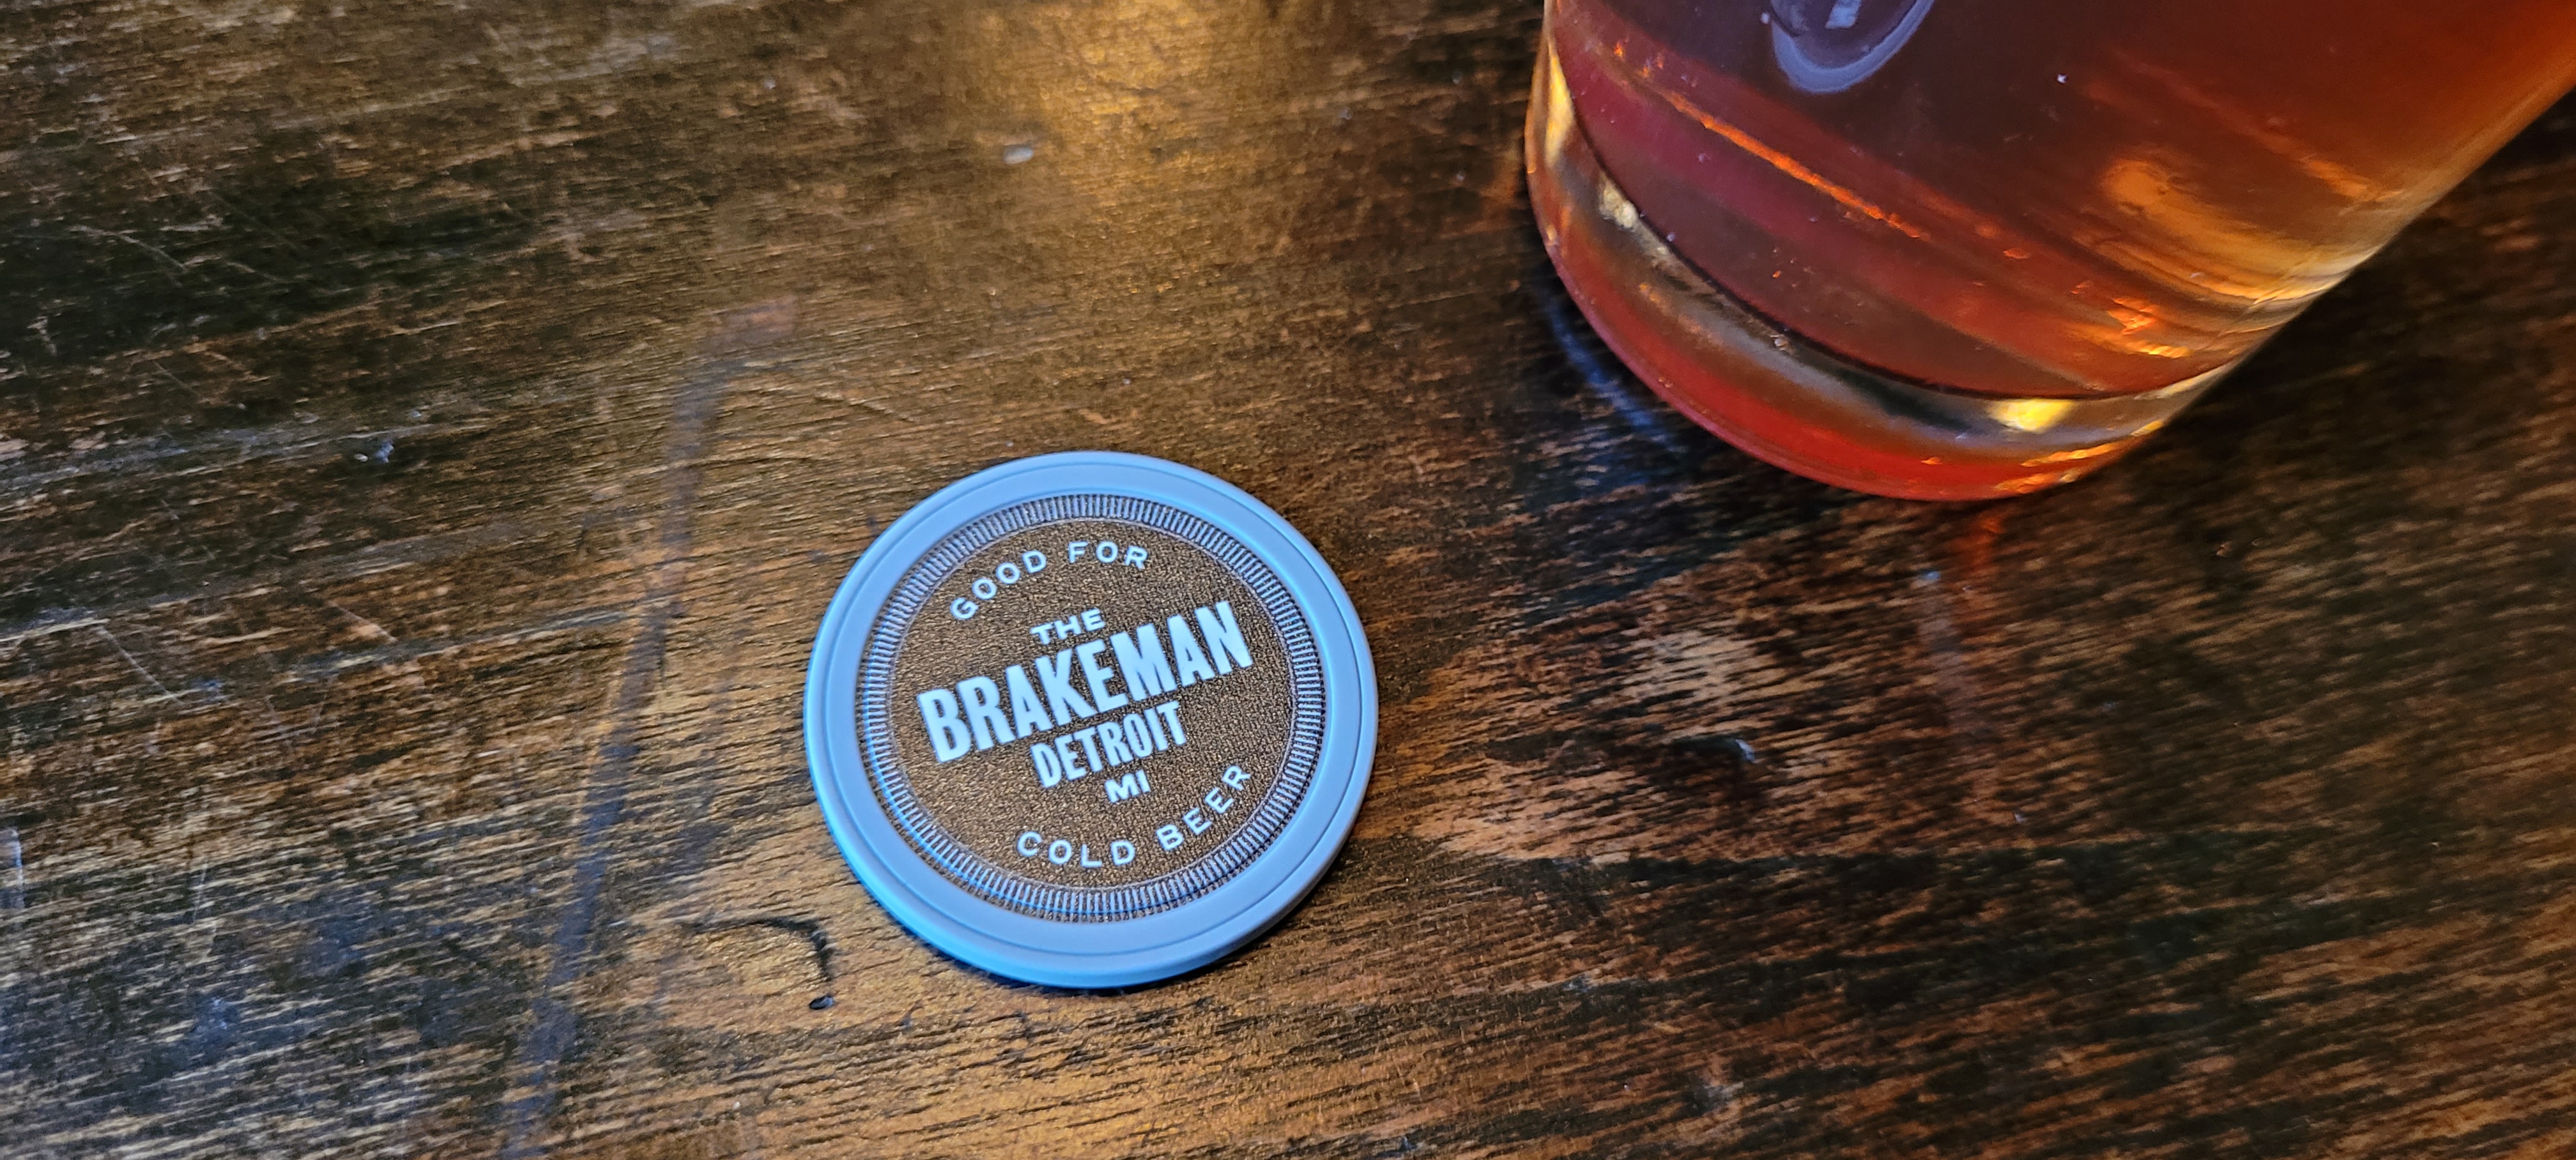 GOOD FOR
THE
BRAKEMAN
DETROIT
MI
COLD BEER